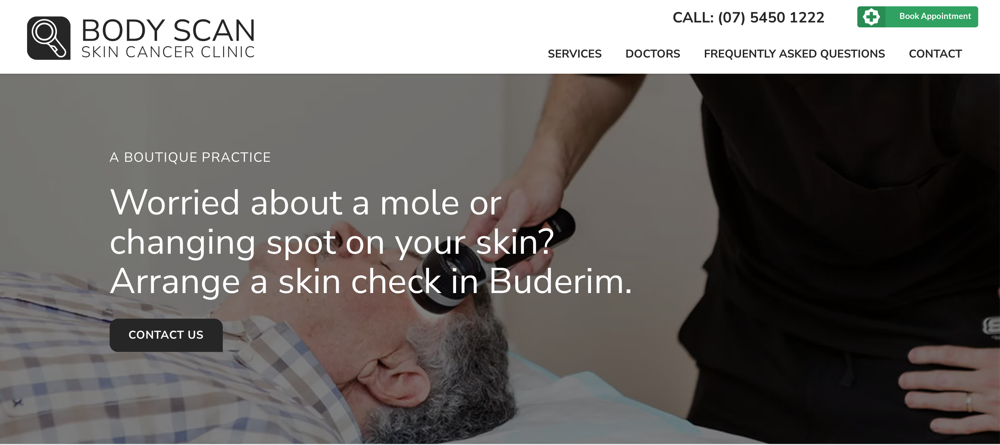 BODY SCAN
SKIN CANCER CLINIC
CALL: (07) 5450 1222
Book Appointment
SERVICES
DOCTORS
FREQUENTLY ASKED QUESTIONS
CONTACT
A BOUTIQUE PRACTICE
Worried about a mole or
changing spot on your skin?
Arrange a skin check in Buderim.
CONTACT US